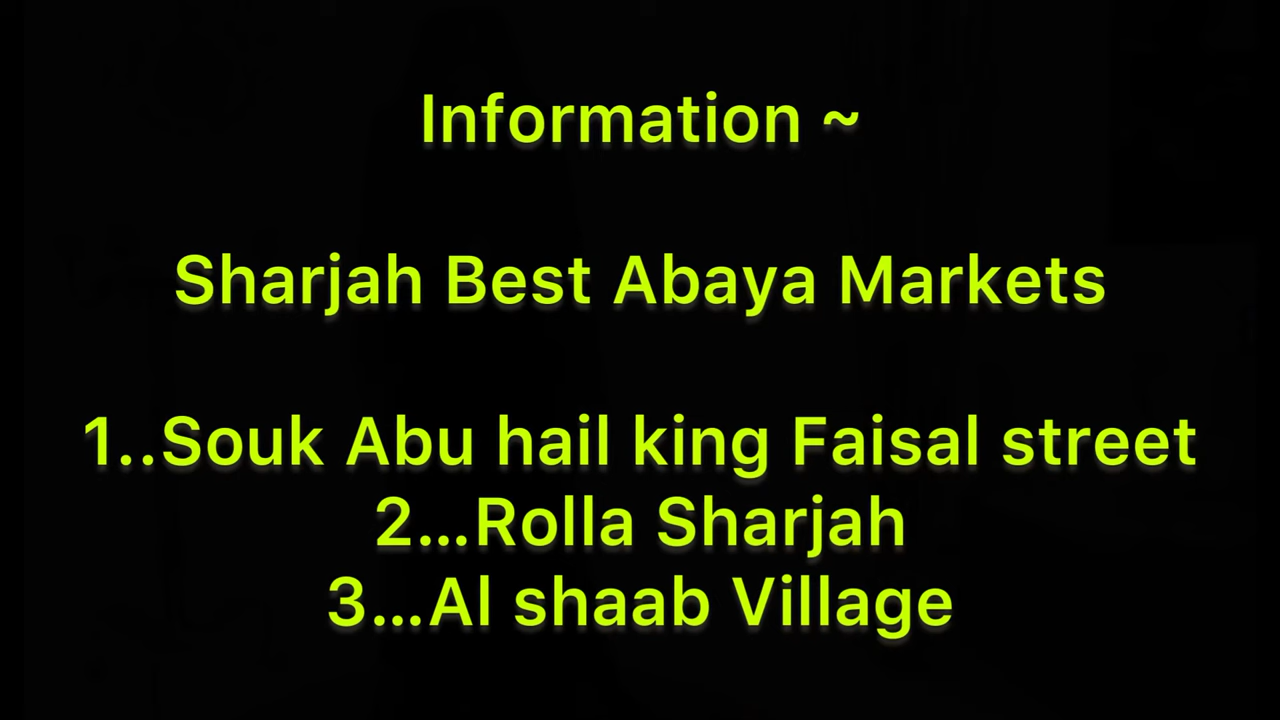 Information ~
Sharjah Best Abaya Markets
1..Souk Abu hail king Faisal street
2...Rolla Sharjah
3...Al shaab Village